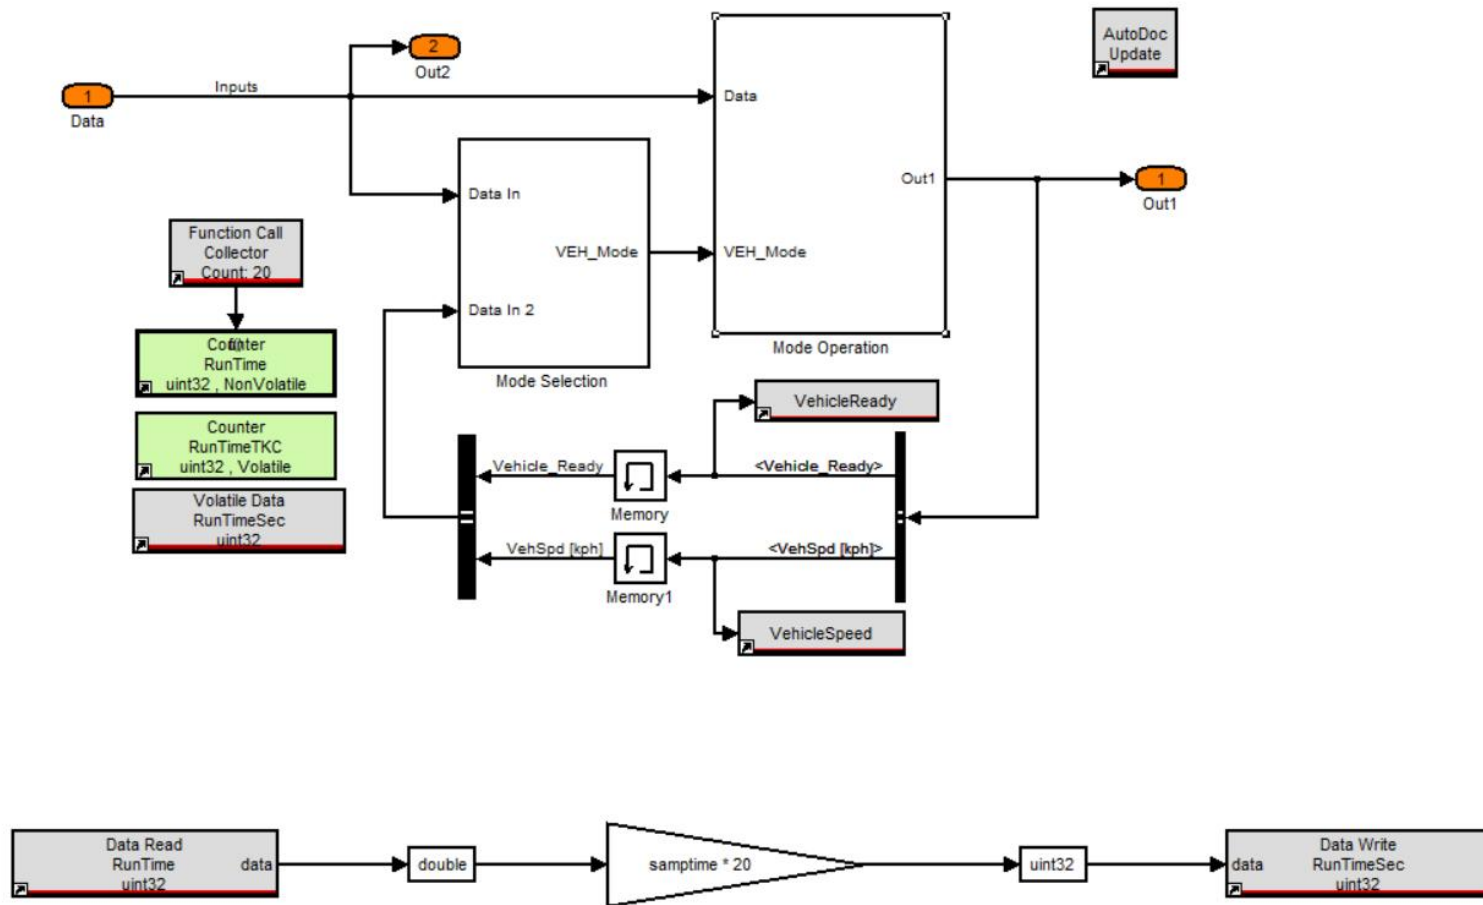 AutoDoc
Update
2
Out2
Inputs
1
Data
Data
Out1
1
Out1
Data In
VEH_Mode
VEH_Mode
Data In 2
Mode Operation
Mode Selection
Function Call
Collector
Count: 20
Counter
RunTime
uint32 , NonVolatile
Counter
RunTimeTKC
uint32 , Volatile
Volatile Data
RunTimeSec
uint32
VehicleReady
Vehicle_Ready
<Vehicle_Ready>
Memory
VehSpd [kph]
<VehSpd [kph]>
Memory1
VehicleSpeed
Data Read
RunTime
uint32
data
double
samptime * 20
uint32
data
Data Write
RunTimeSec
uint32